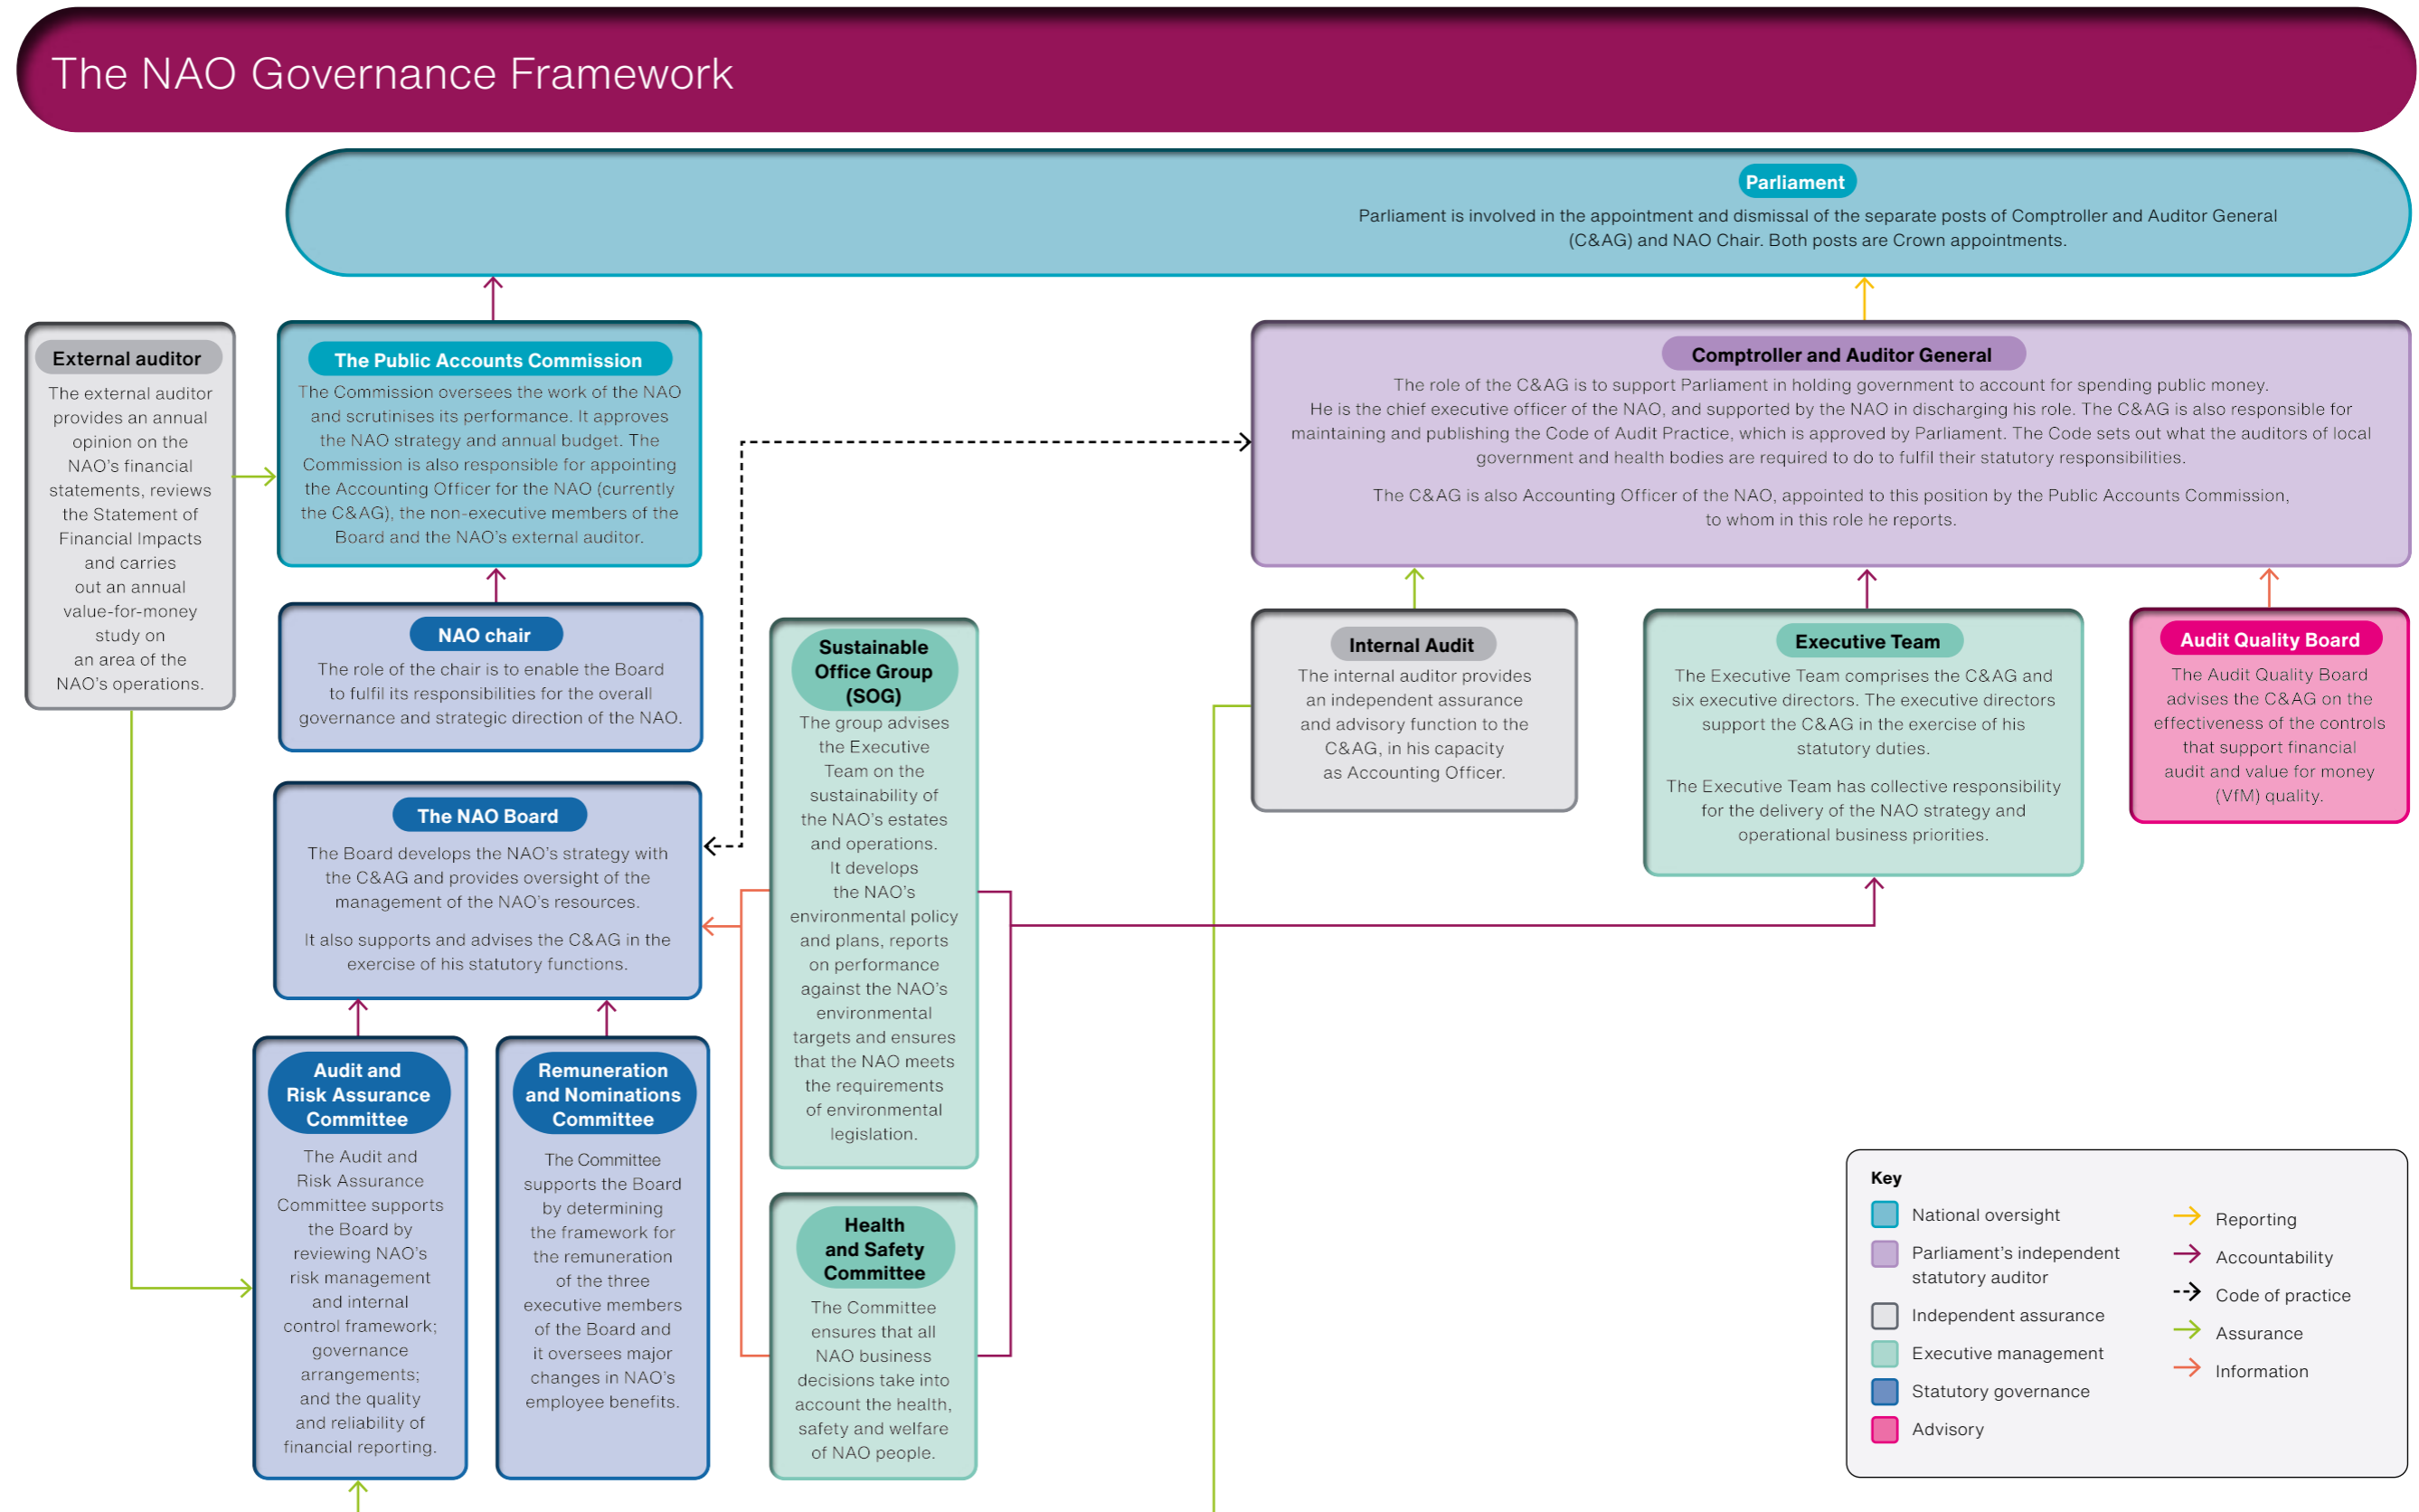 The NAO Governance Framework
Parliament
Parliament is involved in the appointment and dismissal of the separate posts of Comptroller and Auditor General
(C&AG) and NAO Chair. Both posts are Crown appointments.
External auditor
The external auditor
provides an annual
opinion on the
NAO’s financial
statements, reviews
the Statement of
Financial Impacts
and carries
out an annual
value-for-money
study on
an area of the
NAO’s operations.
The Public Accounts Commission
The Commission oversees the work of the NAO
and scrutinises its performance. It approves
the NAO strategy and annual budget. The
Commission is also responsible for appointing
the Accounting Officer for the NAO (currently
the C&AG), the non-executive members of the
Board and the NAO’s external auditor.
Comptroller and Auditor General
The role of the C&AG is to support Parliament in holding government to account for spending public money.
He is the chief executive officer of the NAO, and supported by the NAO in discharging his role. The C&AG is also responsible for
maintaining and publishing the Code of Audit Practice, which is approved by Parliament. The Code sets out what the auditors of local
government and health bodies are required to do to fulfil their statutory responsibilities.
The C&AG is also Accounting Officer of the NAO, appointed to this position by the Public Accounts Commission,
to whom in this role he reports.
NAO chair
The role of the chair is to enable the Board
to fulfil its responsibilities for the overall
governance and strategic direction of the NAO.
The NAO Board
The Board develops the NAO’s strategy with
the C&AG and provides oversight of the
management of the NAO’s resources.
It also supports and advises the C&AG in the
exercise of his statutory functions.
Sustainable
Office Group
(SOG)
The group advises
the Executive
Team on the
sustainability of
the NAO’s estates
and operations.
It develops
the NAO’s
environmental policy
and plans, reports
on performance
against the NAO’s
environmental
targets and ensures
that the NAO meets
the requirements
of environmental
legislation.
Internal Audit
The internal auditor provides
an independent assurance
and advisory function to the
C&AG, in his capacity
as Accounting Officer.
Executive Team
The Executive Team comprises the C&AG and
six executive directors. The executive directors
support the C&AG in the exercise of his
statutory duties.
The Executive Team has collective responsibility
for the delivery of the NAO strategy and
operational business priorities.
Audit Quality Board
The Audit Quality Board
advises the C&AG on the
effectiveness of the controls
that support financial
audit and value for money
(VfM) quality.
Audit and
Risk Assurance
Committee
The Audit and
Risk Assurance
Committee supports
the Board by
reviewing NAO’s
risk management
and internal
control framework;
governance
arrangements;
and the quality
and reliability of
financial reporting.
Remuneration
and Nominations
Committee
The Committee
supports the Board
by determining
the framework for
the remuneration
of the three
executive members
of the Board and
it oversees major
changes in NAO’s
employee benefits.
Health
and Safety
Committee
The Committee
ensures that all
NAO business
decisions take into
account the health,
safety and welfare
of NAO people.
Key
National oversight
Parliament’s independent
statutory auditor
Independent assurance
Executive management
Statutory governance
Advisory
Reporting
Accountability
Code of practice
Assurance
Information